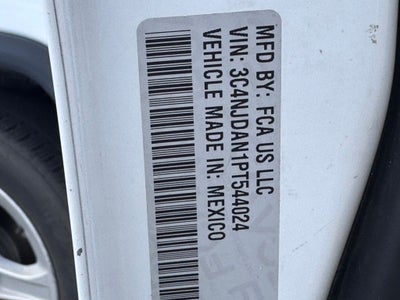 MFD BY: FCA US LLC
VIN: 3C4NJDAN1PT544024
VEHICLE MADE IN: MEXICO